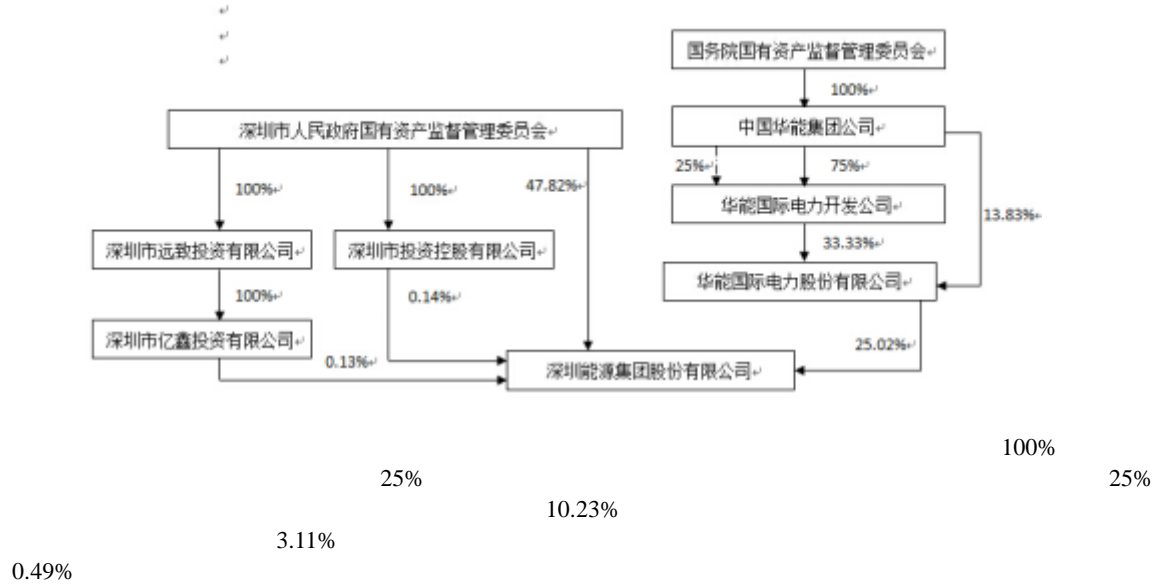 国务院国有资产监督管理委员会
100%
深圳市人民政府国有资产监督管理委员会
中国华能集团公司
25%
75%
100%
100%
47.82%
华能国际电力开发公司
13.83%
深圳市远致投资有限公司
深圳市投资控股有限公司
33.33%
华能国际电力股份有限公司
100%
0.14%
深圳市亿鑫投资有限公司
25.02%
0.13%
深圳能源集团股份有限公司
100%
25% 25%
10.23%
3.11%
0.49%